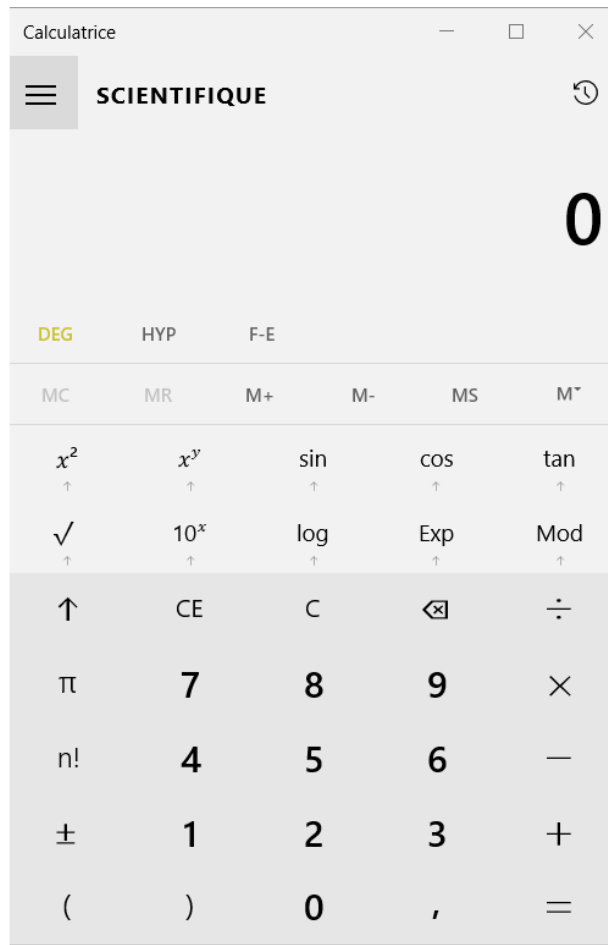 Calculatrice
SCIENTIFIQUE
0
DEG HYP F-E
MC MR M+ M- MS M
x² xʸ sin cos tan
√ 10ˣ log Exp Mod
↑ CE C ÷
π 7 8 9 ×
n! 4 5 6 −
± 1 2 3 +
( ) 0 , =